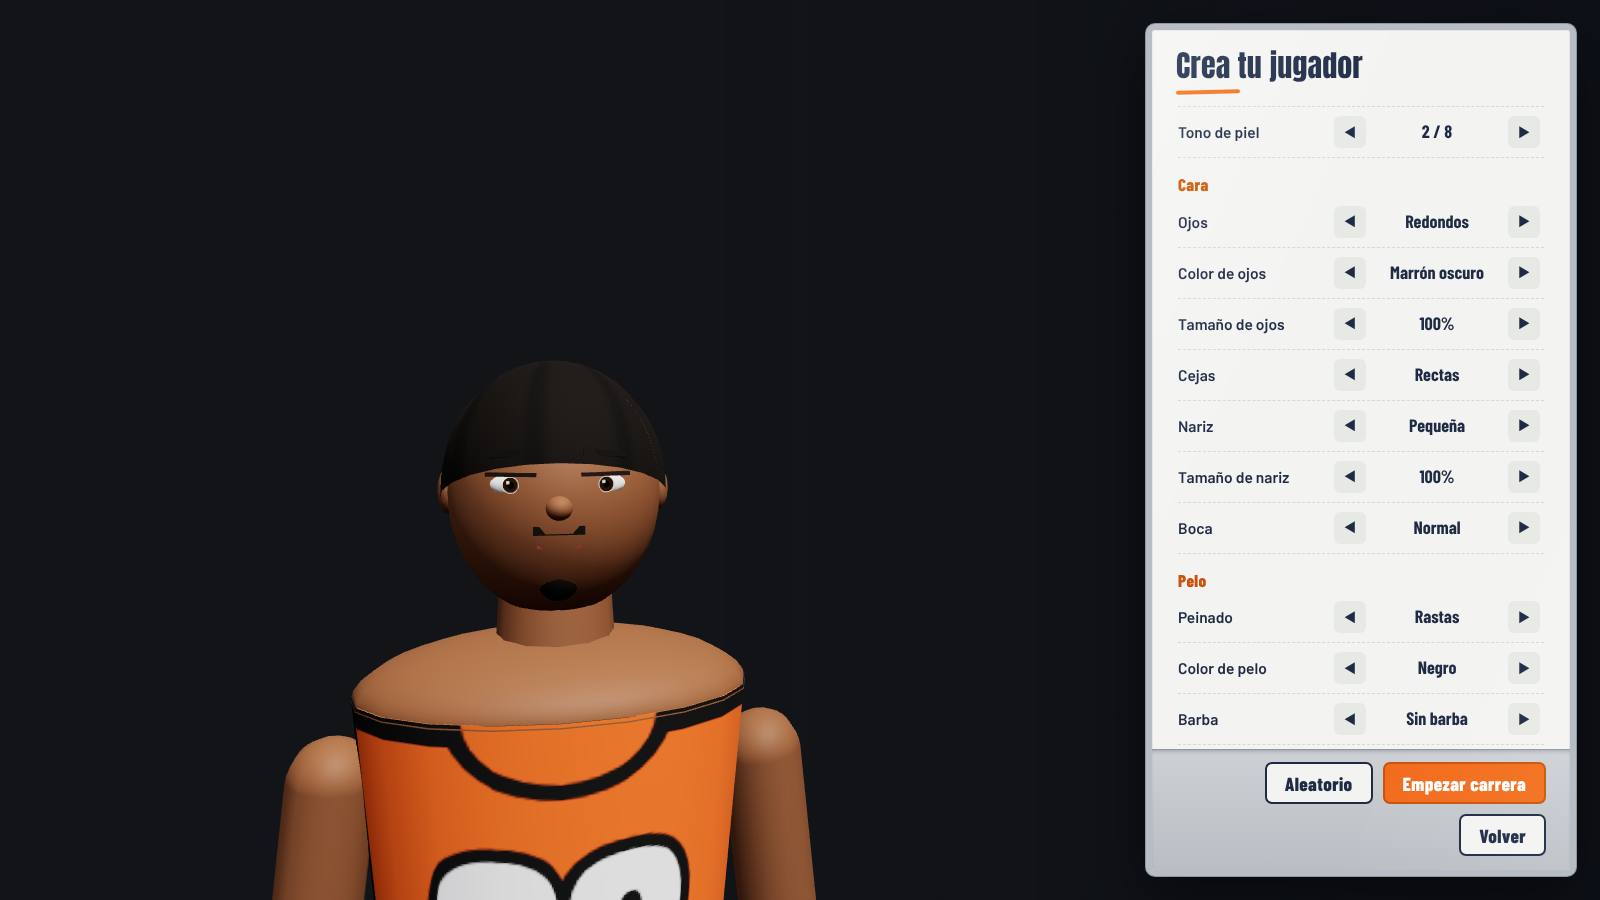 Crea tu jugador
Tono de piel 2 / 8
Cara
Ojos Redondos
Color de ojos Marrón oscuro
Tamaño de ojos 100%
Cejas Rectas
Nariz Pequeña
Tamaño de nariz 100%
Boca Normal
Pelo
Peinado Rastas
Color de pelo Negro
Barba Sin barba
Aleatorio Empezar carrera
Volver